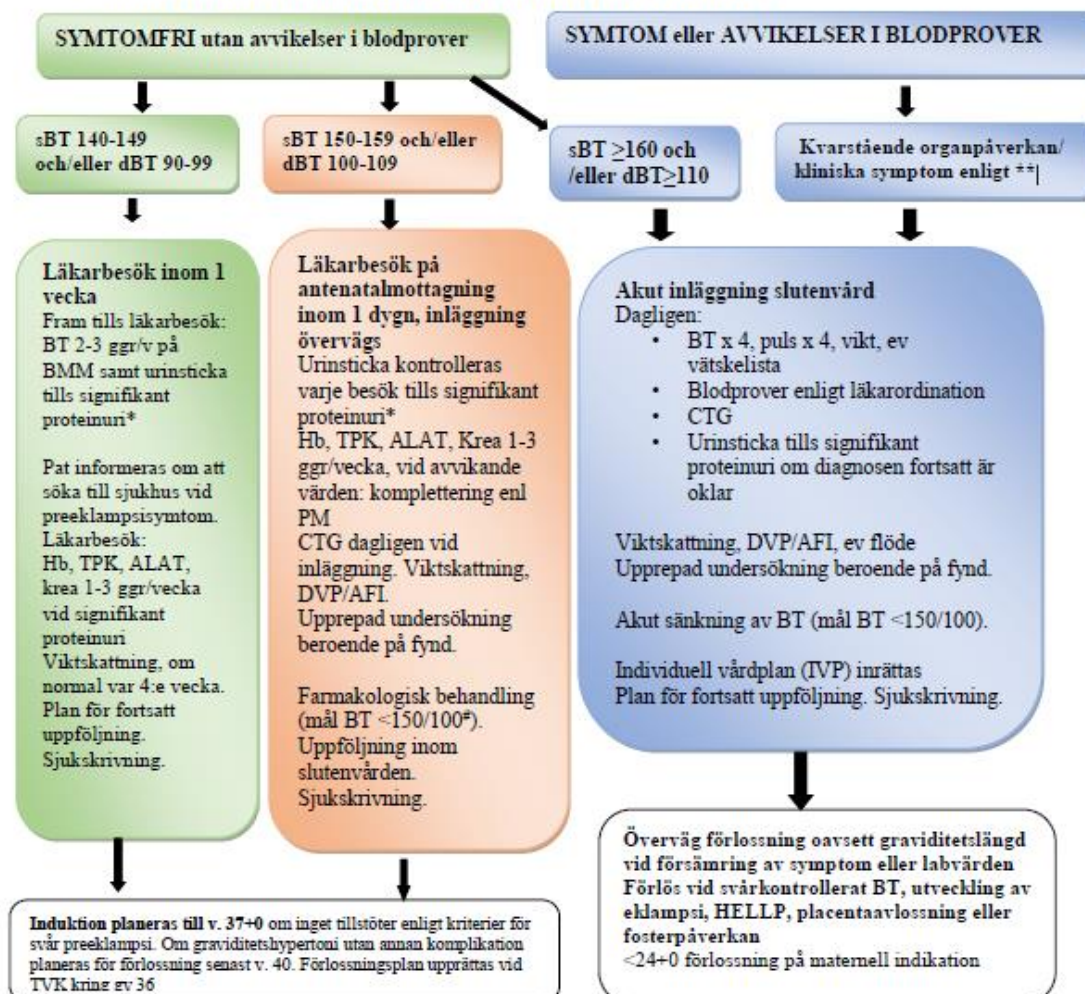 SYMTOMFRI utan avvikelser i blodprover
SYMTOM eller AVVIKELSER I BLODPROVER
sBT 140-149
och/eller dBT 90-99
sBT 150-159 och/eller
dBT 100-109
sBT ≥160 och
/eller dBT≥110
Kvarstående organpåverkan/
kliniska symptom enligt **|
Läkarbesök inom 1
vecka
Fram tills läkarbesök:
BT 2-3 ggr/v på
BMM samt urinsticka
tills signifikant
proteinuri*
Pat informeras om att
söka till sjukhus vid
preeklampsisymtom.
Läkarbesök:
Hb, TPK, ALAT,
krea 1-3 ggr/vecka
vid signifikant
proteinuri
Viktskattning, om
normal var 4:e vecka.
Plan för fortsatt
uppföljning.
Sjukskrivning.
Läkarbesök på
antenatalmottagning
inom 1 dygn, inläggning
övervägs
Urinsticka kontrolleras
varje besök tills signifikant
proteinuri*
Hb, TPK, ALAT, Krea 1-3
ggr/vecka, vid avvikande
värden: komplettering enl
PM
CTG dagligen vid
inläggning. Viktskattning,
DVP/AFI.
Upprepad undersökning
beroende på fynd.
Farmakologisk behandling
(mål BT <150/100#).
Uppföljning inom
slutenvården.
Sjukskrivning.
Akut inläggning slutenvård
Dagligen:
• BT x 4, puls x 4, vikt, ev
vätskelista
• Blodprover enligt läkarordination
• CTG
• Urinsticka tills signifikant
proteinuri om diagnosen fortsatt är
oklar
Viktskattning, DVP/AFI, ev flöde
Upprepad undersökning beroende på fynd.
Akut sänkning av BT (mål BT <150/100).
Individuell vårdplan (IVP) inrättas
Plan för fortsatt uppföljning. Sjukskrivning.
Induktion planeras till v. 37+0 om inget tillstöter enligt kriterier för
svår preeklampsi. Om graviditetshypertoni utan annan komplikation
planeras för förlossning senast v. 40. Förlossningsplan upprättas vid
TVK kring gv 36
Överväg förlossning oavsett graviditetslängd
vid försämring av symptom eller labvärden
Förlös vid svårkontrollerat BT, utveckling av
eklampsi, HELLP, placentaavlossning eller
fosterpåverkan
<24+0 förlossning på maternell indikation